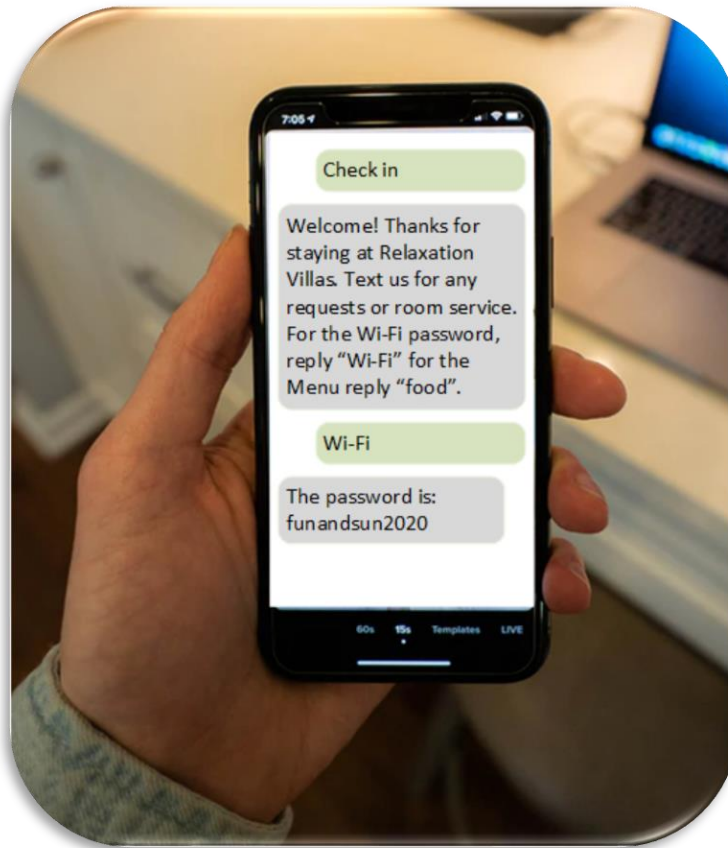 7:05
Check in
Welcome! Thanks for
staying at Relaxation
Villas. Text us for any
requests or room service.
For the Wi-Fi password,
reply “Wi-Fi” for the
Menu reply “food”.
Wi-Fi
The password is:
funandsun2020
60s 15s Templates LIVE